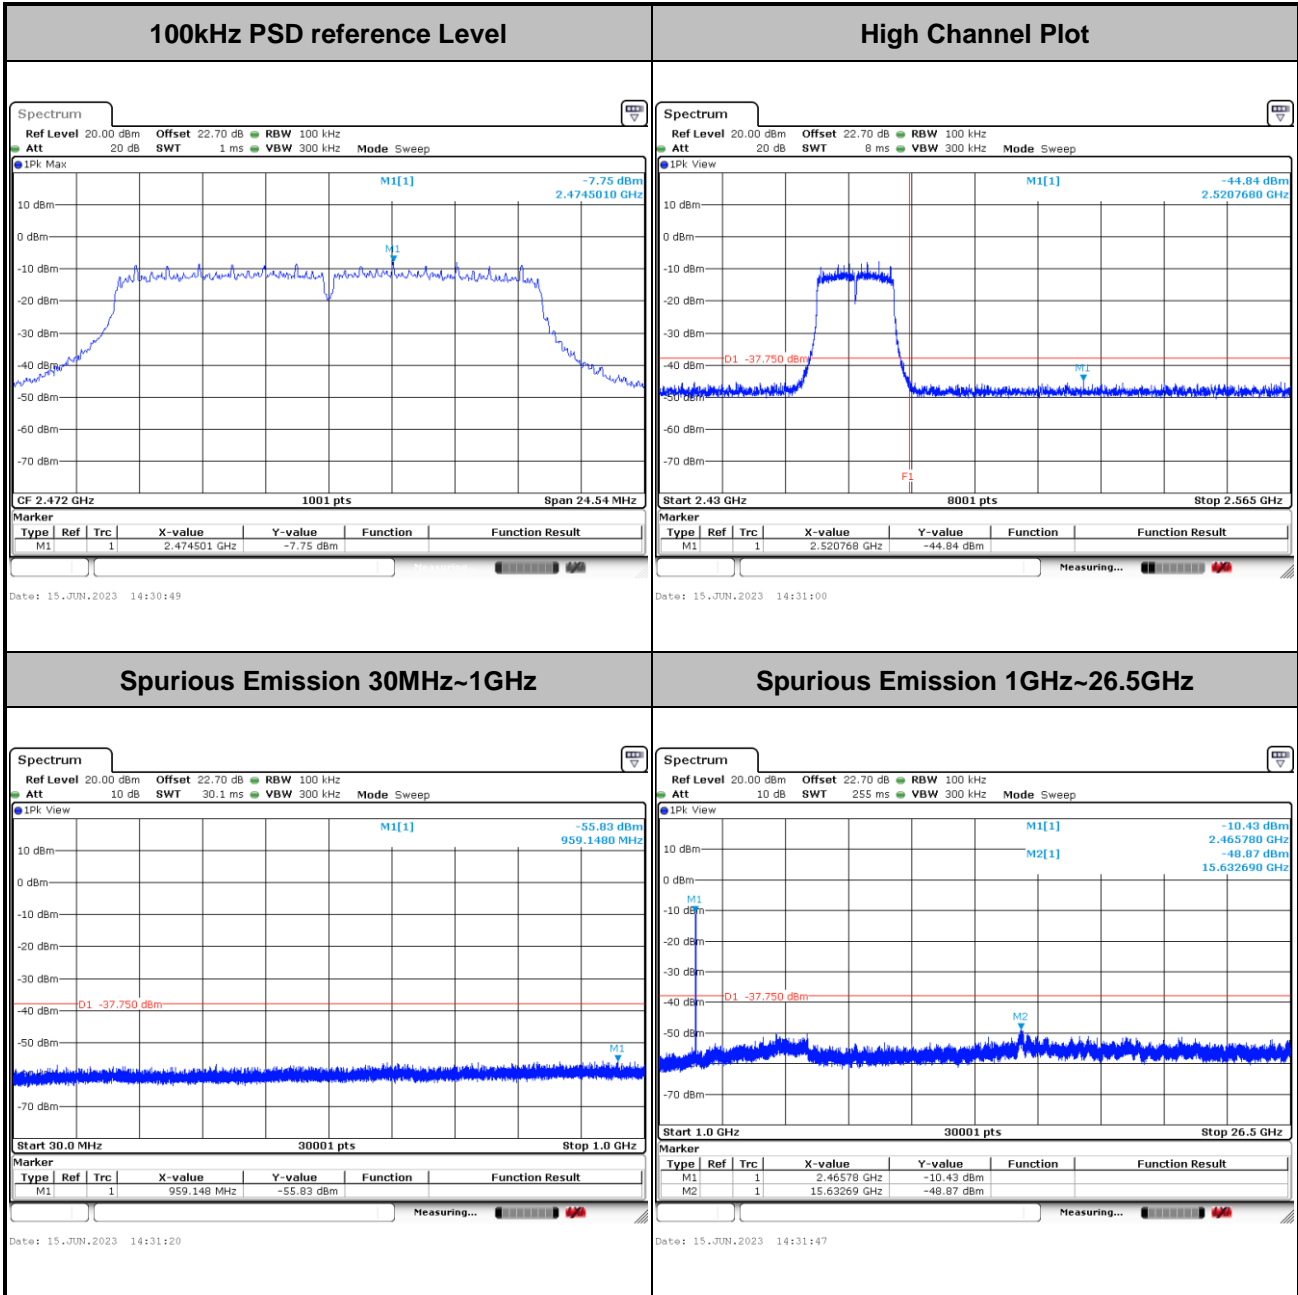 100kHz PSD reference Level
High Channel Plot
Spectrum
Ref Level 20.00 dBm Offset 22.70 dB RBW 100 kHz
Att 20 dB SWT 1 ms VBW 300 kHz Mode Sweep
1Pk Max
M1[1] -7.75 dBm
2.4745010 GHz
10 dBm
0 dBm
M1
-10 dBm
-20 dBm
-30 dBm
-40 dBm
-50 dBm
-60 dBm
-70 dBm
CF 2.472 GHz 1001 pts Span 24.54 MHz
Marker
Type Ref Trc X-value Y-value Function Function Result
M1 1 2.474501 GHz -7.75 dBm
Measuring...
Date: 15.JUN.2023 14:30:49
Spectrum
Ref Level 20.00 dBm Offset 22.70 dB RBW 100 kHz
Att 20 dB SWT 8 ms VBW 300 kHz Mode Sweep
1Pk View
M1[1] -44.84 dBm
2.5207680 GHz
10 dBm
0 dBm
-10 dBm
-20 dBm
-30 dBm
D1 -37.750 dBm
-40 dBm
M1
-50 dBm
-60 dBm
-70 dBm
F1
Start 2.43 GHz 8001 pts Stop 2.565 GHz
Marker
Type Ref Trc X-value Y-value Function Function Result
M1 1 2.520768 GHz -44.84 dBm
Measuring...
Date: 15.JUN.2023 14:31:00
Spurious Emission 30MHz~1GHz
Spurious Emission 1GHz~26.5GHz
Spectrum
Ref Level 20.00 dBm Offset 22.70 dB RBW 100 kHz
Att 10 dB SWT 30.1 ms VBW 300 kHz Mode Sweep
1Pk View
M1[1] -55.83 dBm
959.1480 MHz
10 dBm
0 dBm
-10 dBm
-20 dBm
-30 dBm
D1 -37.750 dBm
-40 dBm
-50 dBm
M1
-70 dBm
Start 30.0 MHz 30001 pts Stop 1.0 GHz
Marker
Type Ref Trc X-value Y-value Function Function Result
M1 1 959.148 MHz -55.83 dBm
Measuring...
Date: 15.JUN.2023 14:31:20
Spectrum
Ref Level 20.00 dBm Offset 22.70 dB RBW 100 kHz
Att 10 dB SWT 255 ms VBW 300 kHz Mode Sweep
1Pk View
M1[1] -10.43 dBm
2.465780 GHz
M2[1] -48.87 dBm
15.632690 GHz
10 dBm
0 dBm
M1
-10 dBm
-20 dBm
-30 dBm
D1 -37.750 dBm
-40 dBm
M2
-50 dBm
-70 dBm
Start 1.0 GHz 30001 pts Stop 26.5 GHz
Marker
Type Ref Trc X-value Y-value Function Function Result
M1 1 2.46578 GHz -10.43 dBm
M2 1 15.63269 GHz -48.87 dBm
Measuring...
Date: 15.JUN.2023 14:31:47